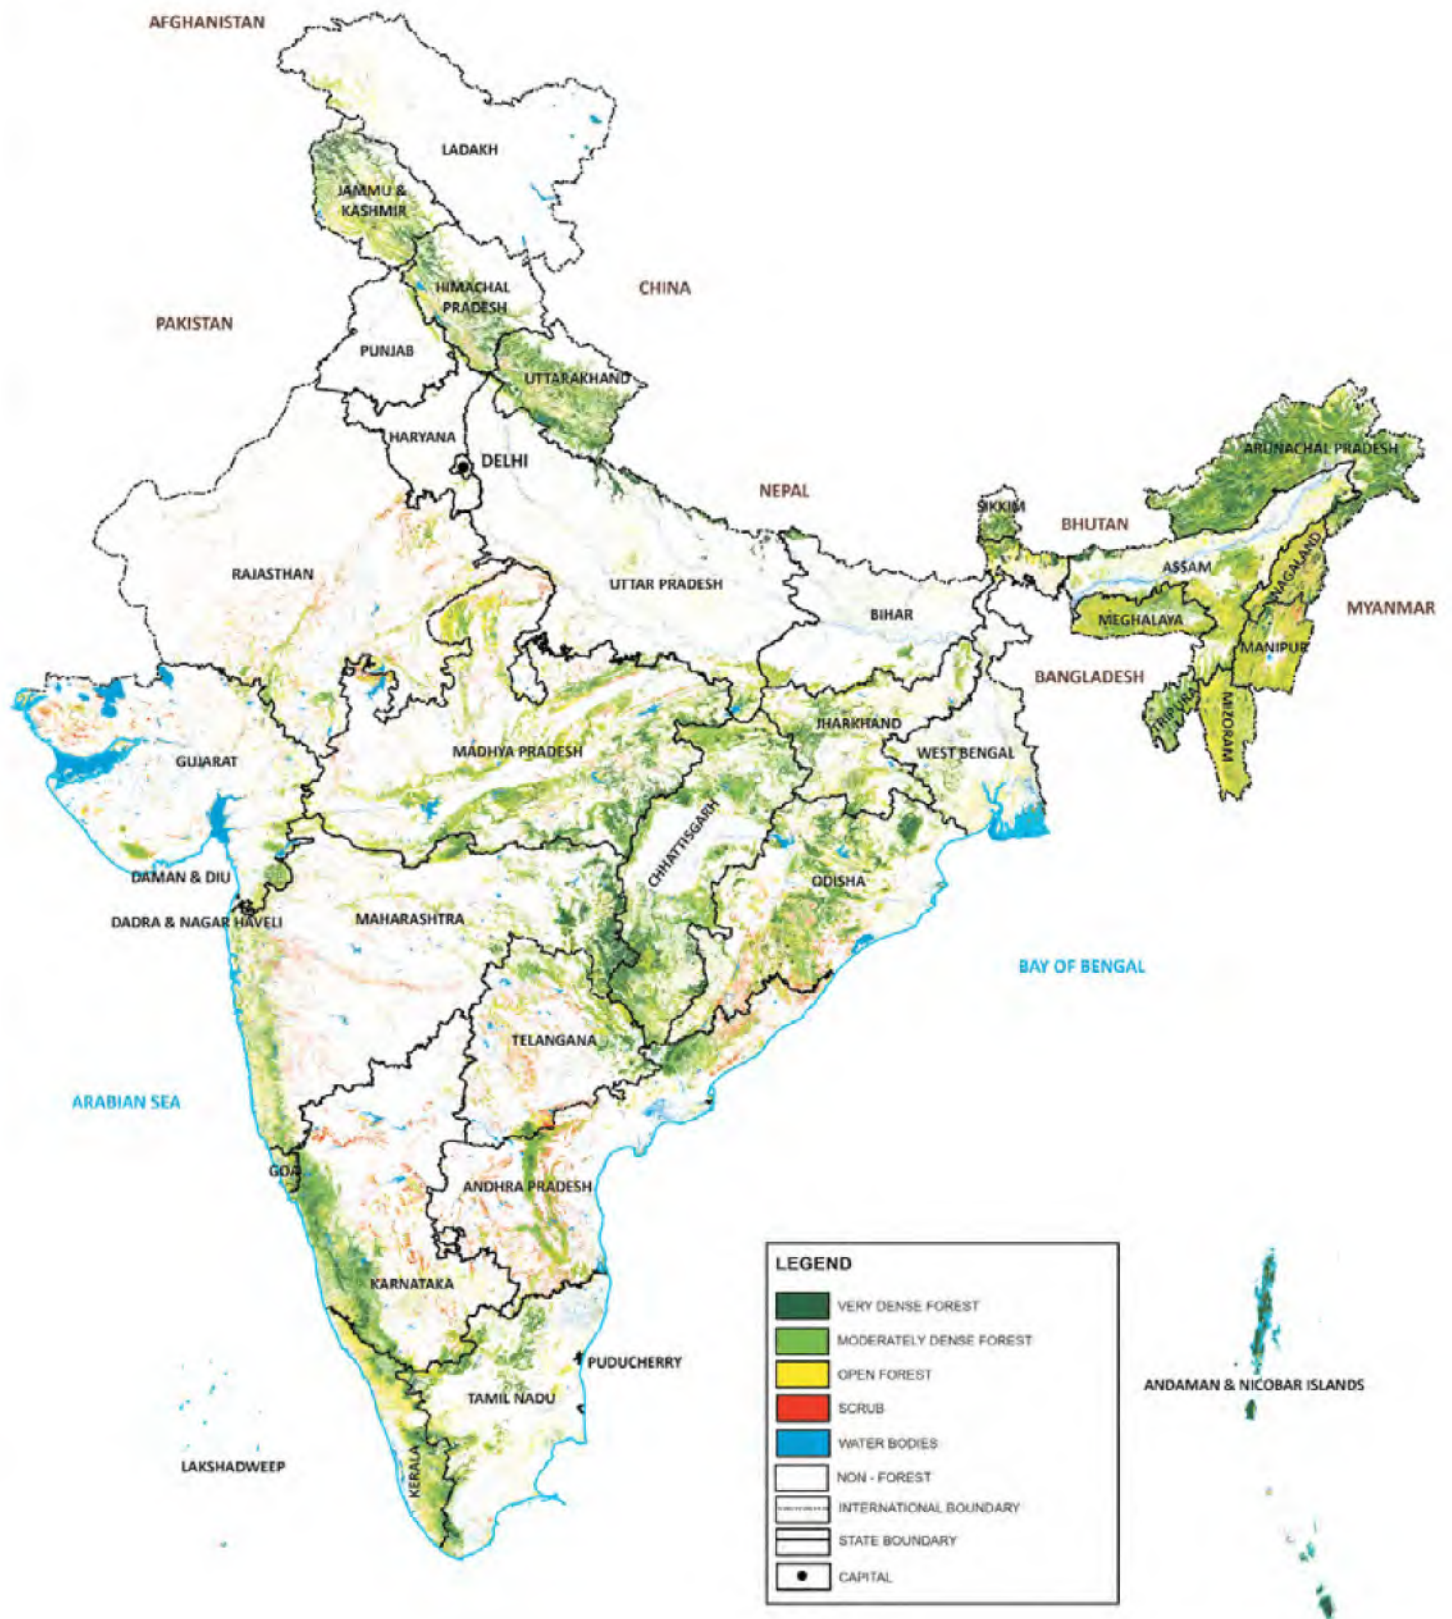 AFGHANISTAN
LADAKH
JAMMU &
KASHMIR
CHINA
HIMACHAL
PRADESH
PAKISTAN
PUNJAB
UTTARAKHAND
HARYANA
DELHI
ARUNACHAL PRADESH
NEPAL
SIKKIM
BHUTAN
ASSAM
NAGALAND
RAJASTHAN
UTTAR PRADESH
BIHAR
MYANMAR
MEGHALAYA
MANIPUR
BANGLADESH
TRIPURA
MIZORAM
JHARKHAND
WEST BENGAL
GUJARAT
MADHYA PRADESH
CHHATTISGARH
DAMAN & DIU
ODISHA
DADRA & NAGAR HAVELI
MAHARASHTRA
BAY OF BENGAL
TELANGANA
ARABIAN SEA
GOA
ANDHRA PRADESH
KARNATAKA
PUDUCHERRY
TAMIL NADU
KERALA
LAKSHADWEEP
ANDAMAN & NICOBAR ISLANDS
LEGEND
VERY DENSE FOREST
MODERATELY DENSE FOREST
OPEN FOREST
SCRUB
WATER BODIES
NON - FOREST
INTERNATIONAL BOUNDARY
STATE BOUNDARY
CAPITAL